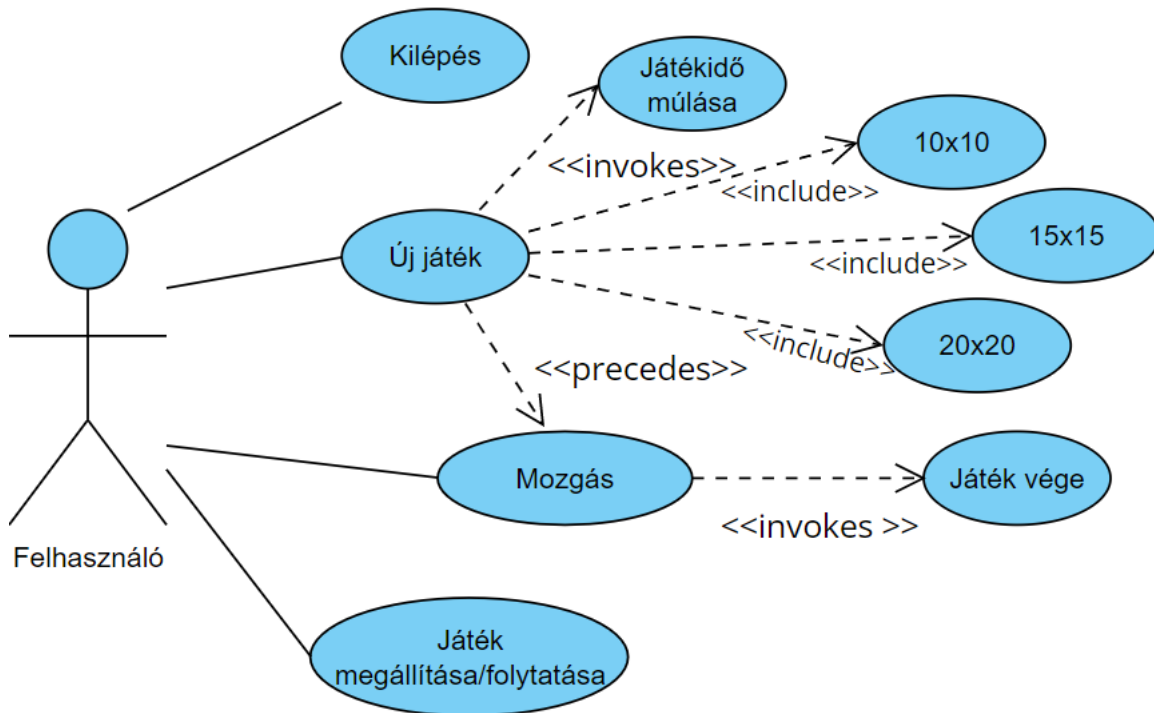 Kilépés
Játékidő
múlása
10x10
<<invokes>>
<<include>>
15x15
Új játék
<<include>>
20x20
<<include>>
<<precedes>>
Mozgás
Játék vége
<<invokes >>
Felhasználó
Játék
megállítása/folytatása